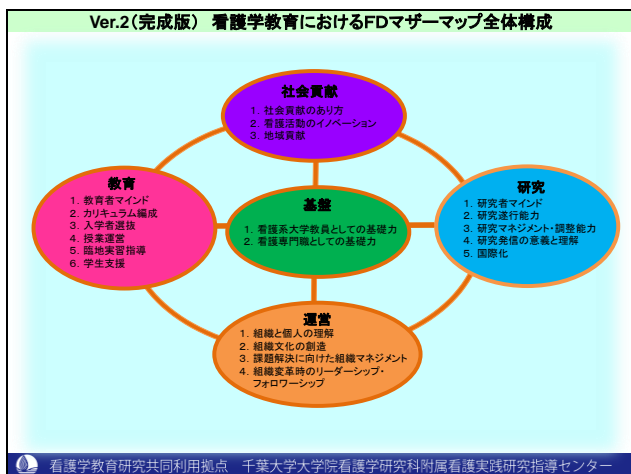 Ver.2(完成版) 看護学教育におけるFDマザーマップ全体構成
社会貢献
1. 社会貢献のあり方
2. 看護活動のイノベーション
3. 地域貢献
教育
1. 教育者マインド
2. カリキュラム編成
3. 入学者選抜
4. 授業運営
5. 臨地実習指導
6. 学生支援
基盤
1. 看護系大学教員としての基礎力
2. 看護専門職としての基礎力
研究
1. 研究者マインド
2. 研究遂行能力
3. 研究マネジメント・調整能力
4. 研究発信の意義と理解
5. 国際化
運営
1. 組織と個人の理解
2. 組織文化の創造
3. 課題解決に向けた組織マネジメント
4. 組織変革時のリーダーシップ・
フォロワーシップ
看護学教育研究共同利用拠点 千葉大学大学院看護学研究科附属看護実践研究指導センター